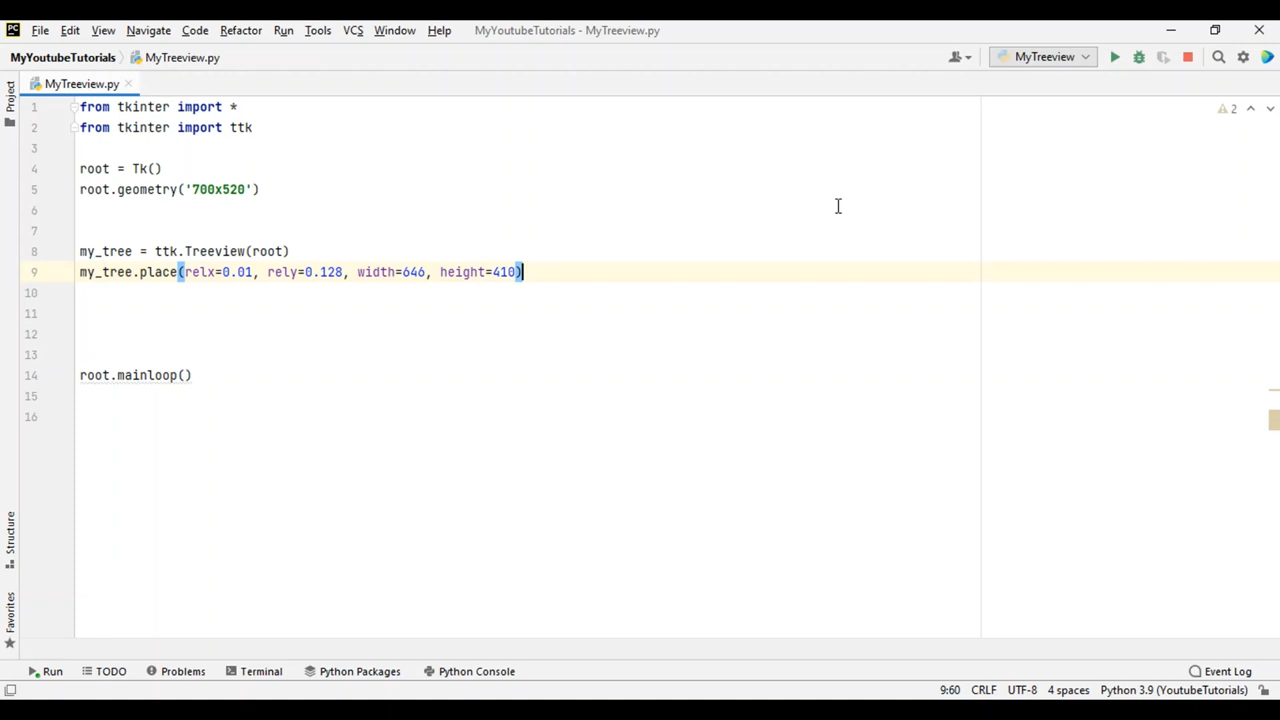 PC File Edit View Navigate Code Refactor Run Tools VCS Window Help MyYoutubeTutorials - MyTreeview.py
MyYoutubeTutorials MyTreeview.py MyTreeview
Project
MyTreeview.py
1 from tkinter import * 2
2 from tkinter import ttk
3
4 root = Tk()
5 root.geometry('700x520')
6
7
8 my_tree = ttk.Treeview(root)
9 my_tree.place(relx=0.01, rely=0.128, width=646, height=410)
10
11
12
13
14 root.mainloop()
15
16
Structure
Favorites
Run TODO Problems Terminal Python Packages Python Console Event Log
9:60 CRLF UTF-8 4 spaces Python 3.9 (YoutubeTutorials)